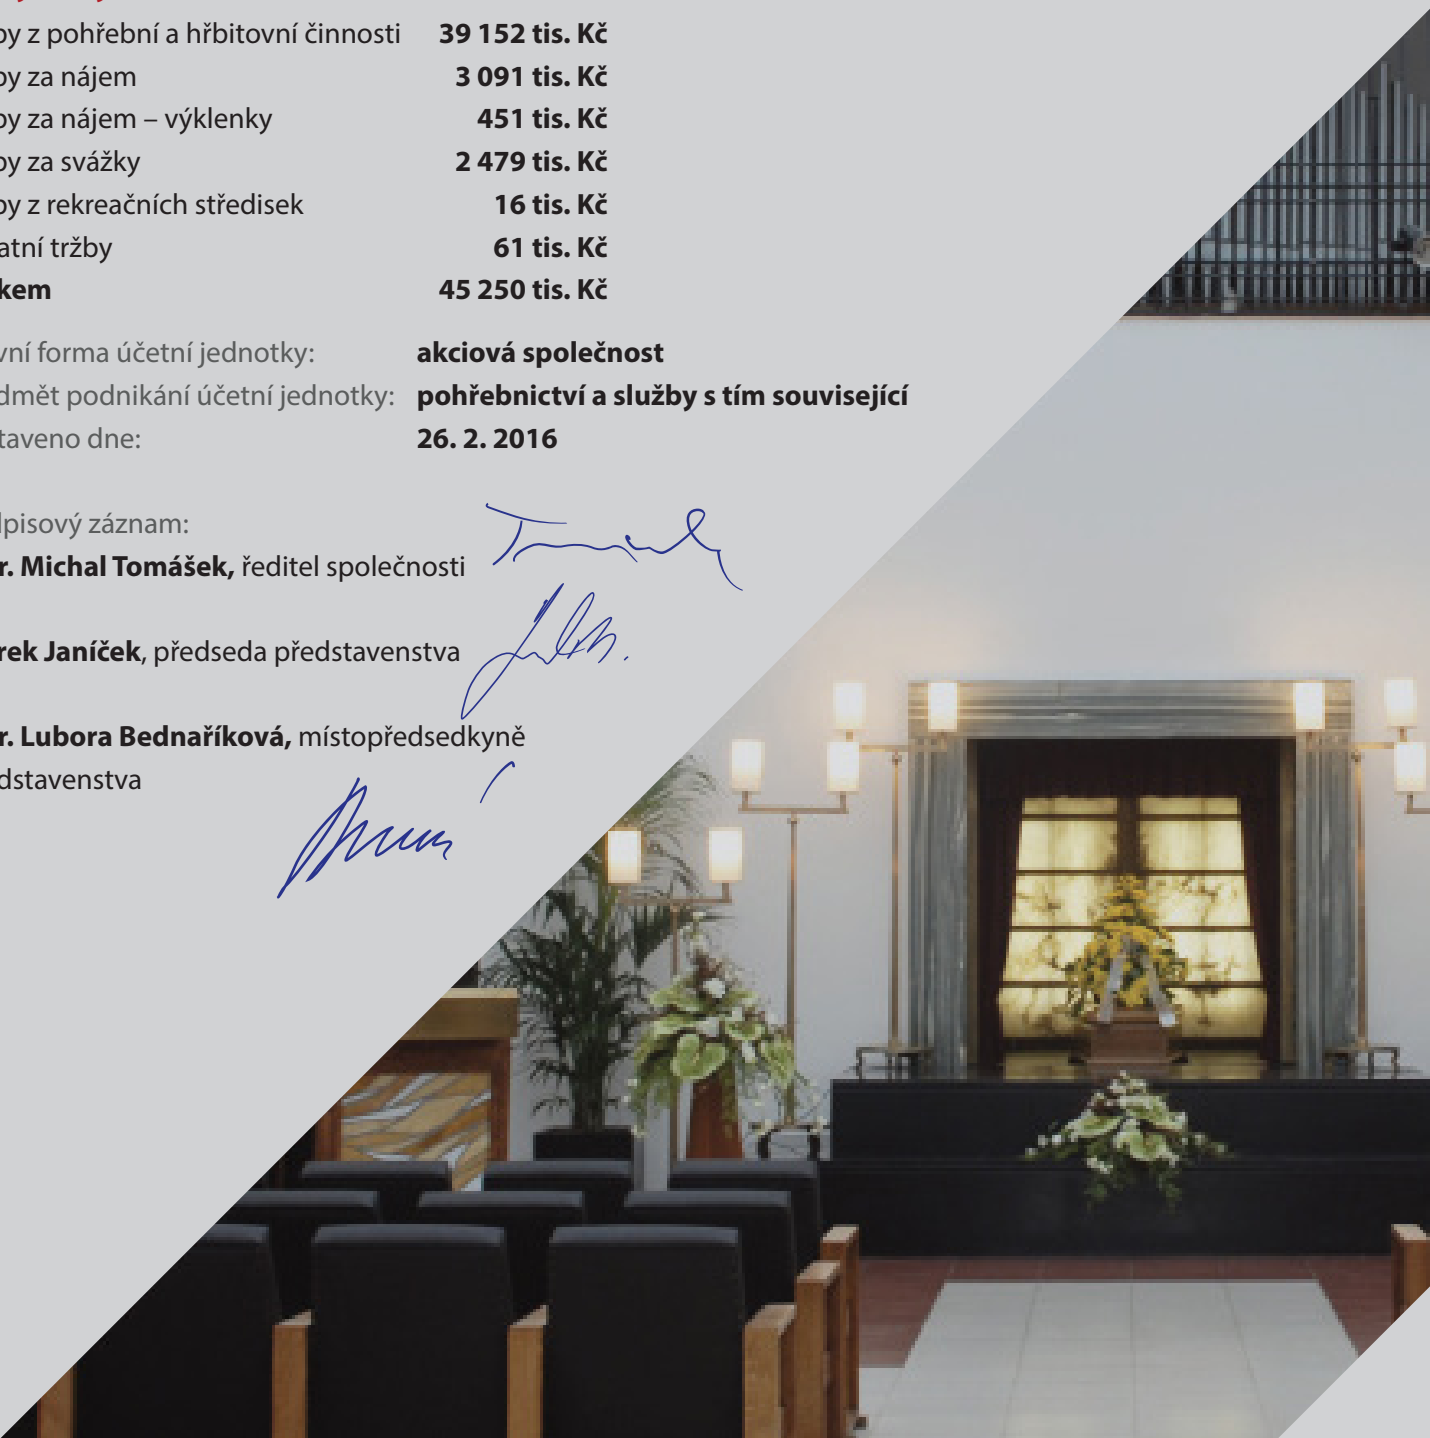 by z pohřební a hřbitovní činnosti 39 152 tis. Kč
by za nájem 3 091 tis. Kč
by za nájem – výklenky 451 tis. Kč
by za svážky 2 479 tis. Kč
by z rekreačních středisek 16 tis. Kč
atní tržby 61 tis. Kč
kem 45 250 tis. Kč
vní forma účetní jednotky: akciová společnost
dmět podnikání účetní jednotky: pohřebnictví a služby s tím související
taveno dne: 26. 2. 2016
pisový záznam:
r. Michal Tomášek, ředitel společnosti
rek Janíček, předseda představenstva
r. Lubora Bednaříková, místopředsedkyně
dstavenstva